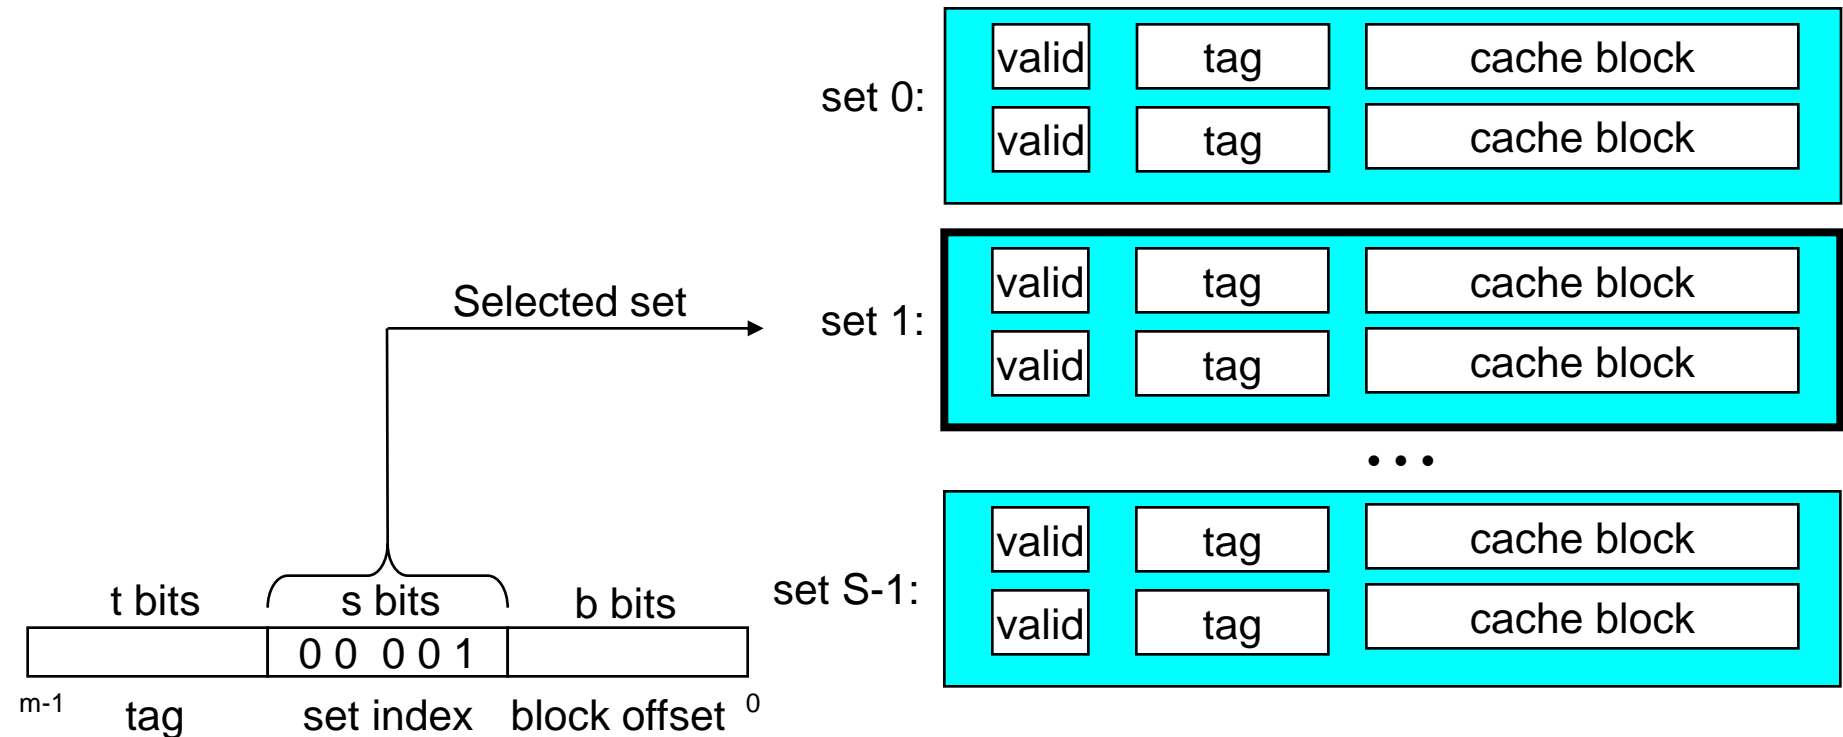 valid tag cache block
set 0:
valid tag cache block
valid tag cache block
Selected set
set 1:
valid tag cache block
• • •
valid tag cache block
t bits s bits b bits
set S-1:
valid tag cache block
0 0 0 0 1
m-1 tag set index block offset 0